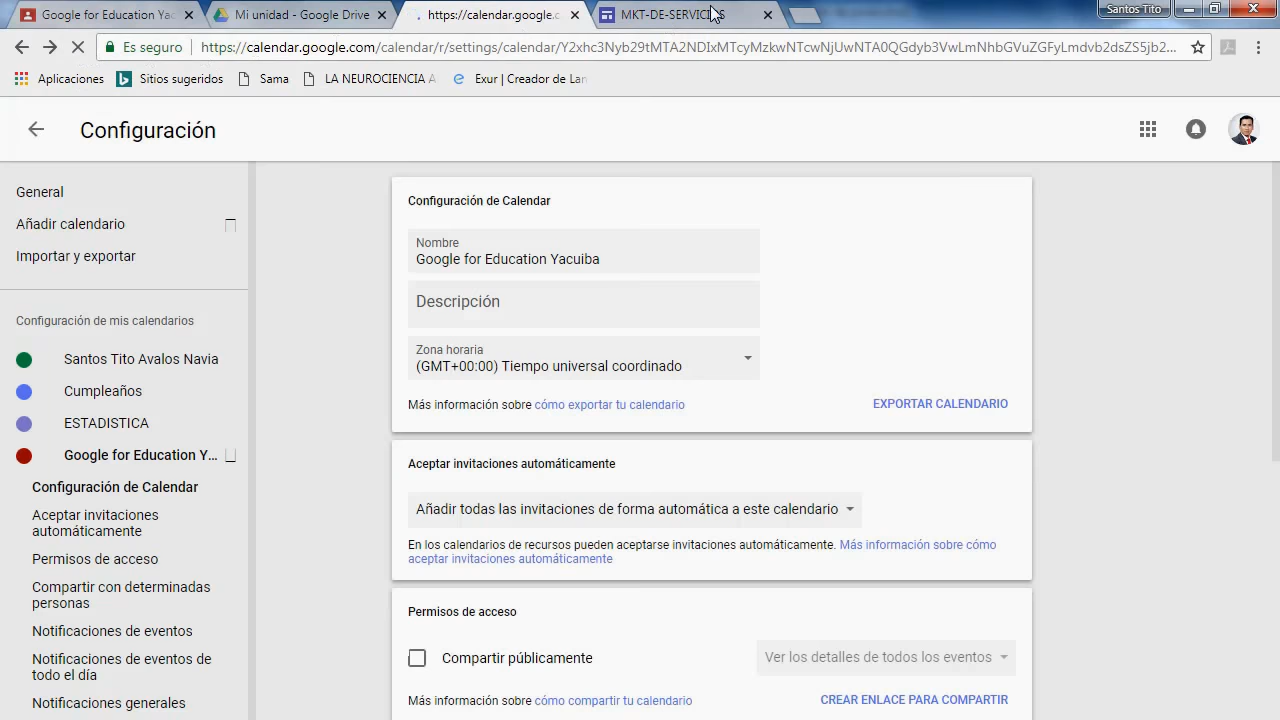 Google for Education Yac
Mi unidad - Google Drive
https://calendar.google.c
MKT-DE-SERVICIOS
Santos Tito
Es seguro
https://calendar.google.com/calendar/r/settings/calendar/Y2xhc3Nyb29tMTA2NDIxMTcyMzkwNTcwNjUwNTA0QGdyb3VwLmNhbGVuZGFyLmdvb2dsZS5jb2...
Aplicaciones
Sitios sugeridos
Sama
LA NEUROCIENCIA A
Exur | Creador de Lan
Configuración
General
Añadir calendario
Importar y exportar
Configuración de mis calendarios
Santos Tito Avalos Navia
Cumpleaños
ESTADISTICA
Google for Education Y...
Configuración de Calendar
Aceptar invitaciones
automáticamente
Permisos de acceso
Compartir con determinadas
personas
Notificaciones de eventos
Notificaciones de eventos de
todo el día
Notificaciones generales
Configuración de Calendar
Nombre
Google for Education Yacuiba
Descripción
Zona horaria
(GMT+00:00) Tiempo universal coordinado
Más información sobre cómo exportar tu calendario
EXPORTAR CALENDARIO
Aceptar invitaciones automáticamente
Añadir todas las invitaciones de forma automática a este calendario
En los calendarios de recursos pueden aceptarse invitaciones automáticamente. Más información sobre cómo
aceptar invitaciones automáticamente
Permisos de acceso
Compartir públicamente
Ver los detalles de todos los eventos
Más información sobre cómo compartir tu calendario
CREAR ENLACE PARA COMPARTIR